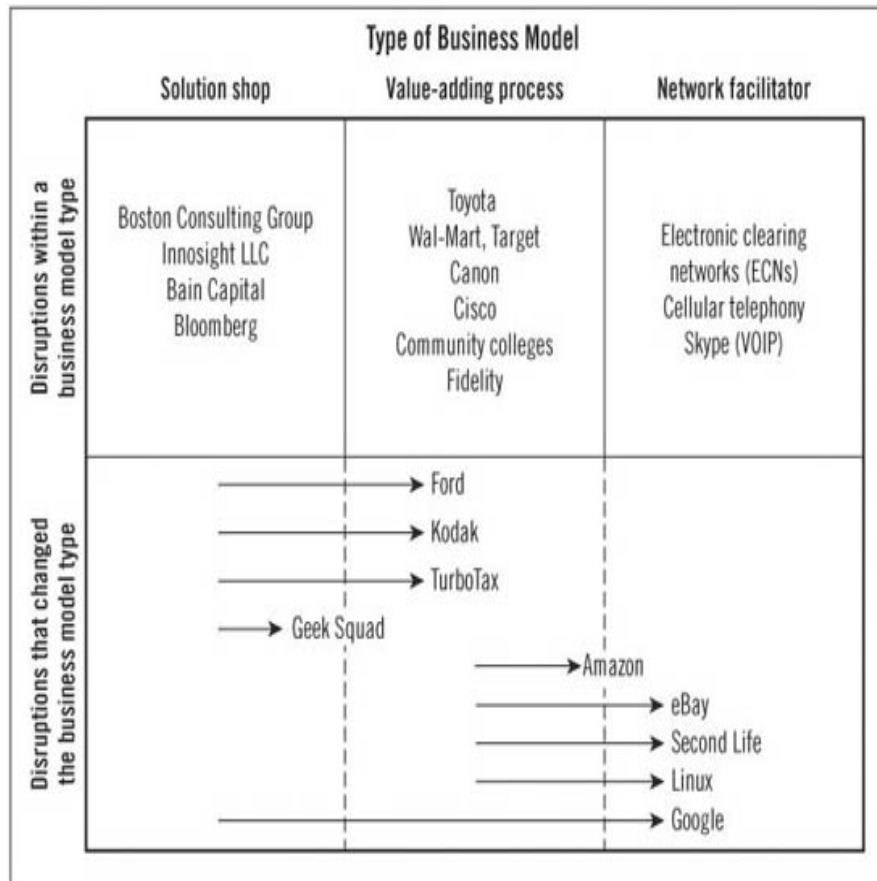 Type of Business Model
Solution shop
Value-adding process
Network facilitator
Disruptions within a
business model type
Boston Consulting Group
Innosight LLC
Bain Capital
Bloomberg
Toyota
Wal-Mart, Target
Canon
Cisco
Community colleges
Fidelity
Electronic clearing
networks (ECNs)
Cellular telephony
Skype (VOIP)
Disruptions that changed
the business model type
Ford
Kodak
TurboTax
Geek Squad
Amazon
eBay
Second Life
Linux
Google